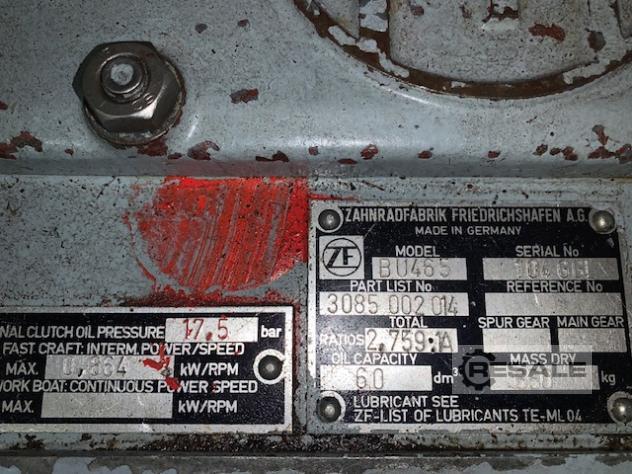 ZAHNRADFABRIK FRIEDRICHSHAFEN A.G.
MADE IN GERMANY
ZF
MODEL SERIAL No
BU465
PART LIST No REFERENCE No
3085 002 014
TOTAL SPUR GEAR MAIN GEAR
RATIOS 2,759:1A
OIL CAPACITY MASS DRY
60 dm³ kg
LUBRICANT SEE
ZF-LIST OF LUBRICANTS TE-ML 04
NAL CLUTCH OIL PRESSURE 17,5 bar
FAST CRAFT: INTERM. POWER/SPEED
MAX. 0,864 kW/RPM
WORK BOAT: CONTINUOUS POWER SPEED
MAX. kW/RPM
RESALE